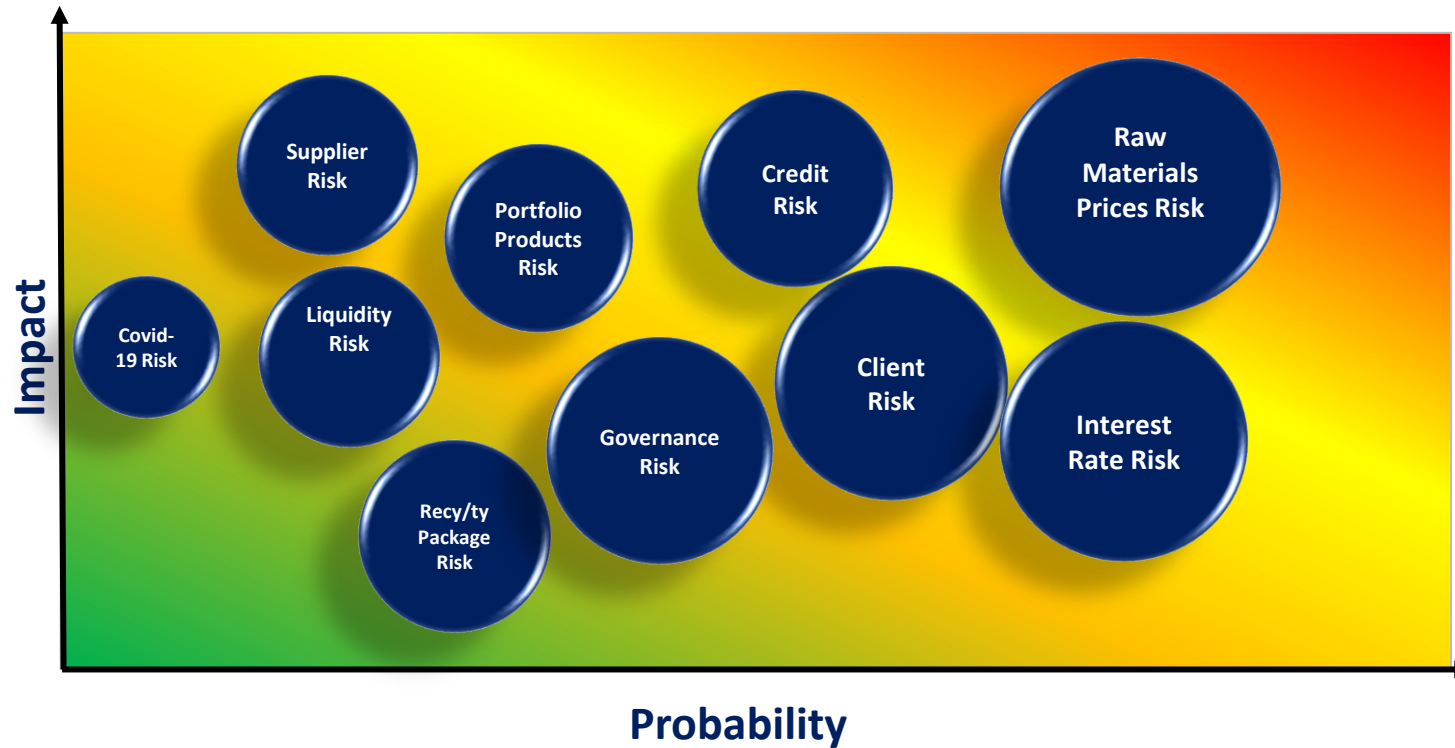 Impact
Supplier
Risk
Portfolio
Products
Risk
Credit
Risk
Raw
Materials
Prices Risk
Covid-
19 Risk
Liquidity
Risk
Client
Risk
Governance
Risk
Interest
Rate Risk
Recy/ty
Package
Risk
Probability